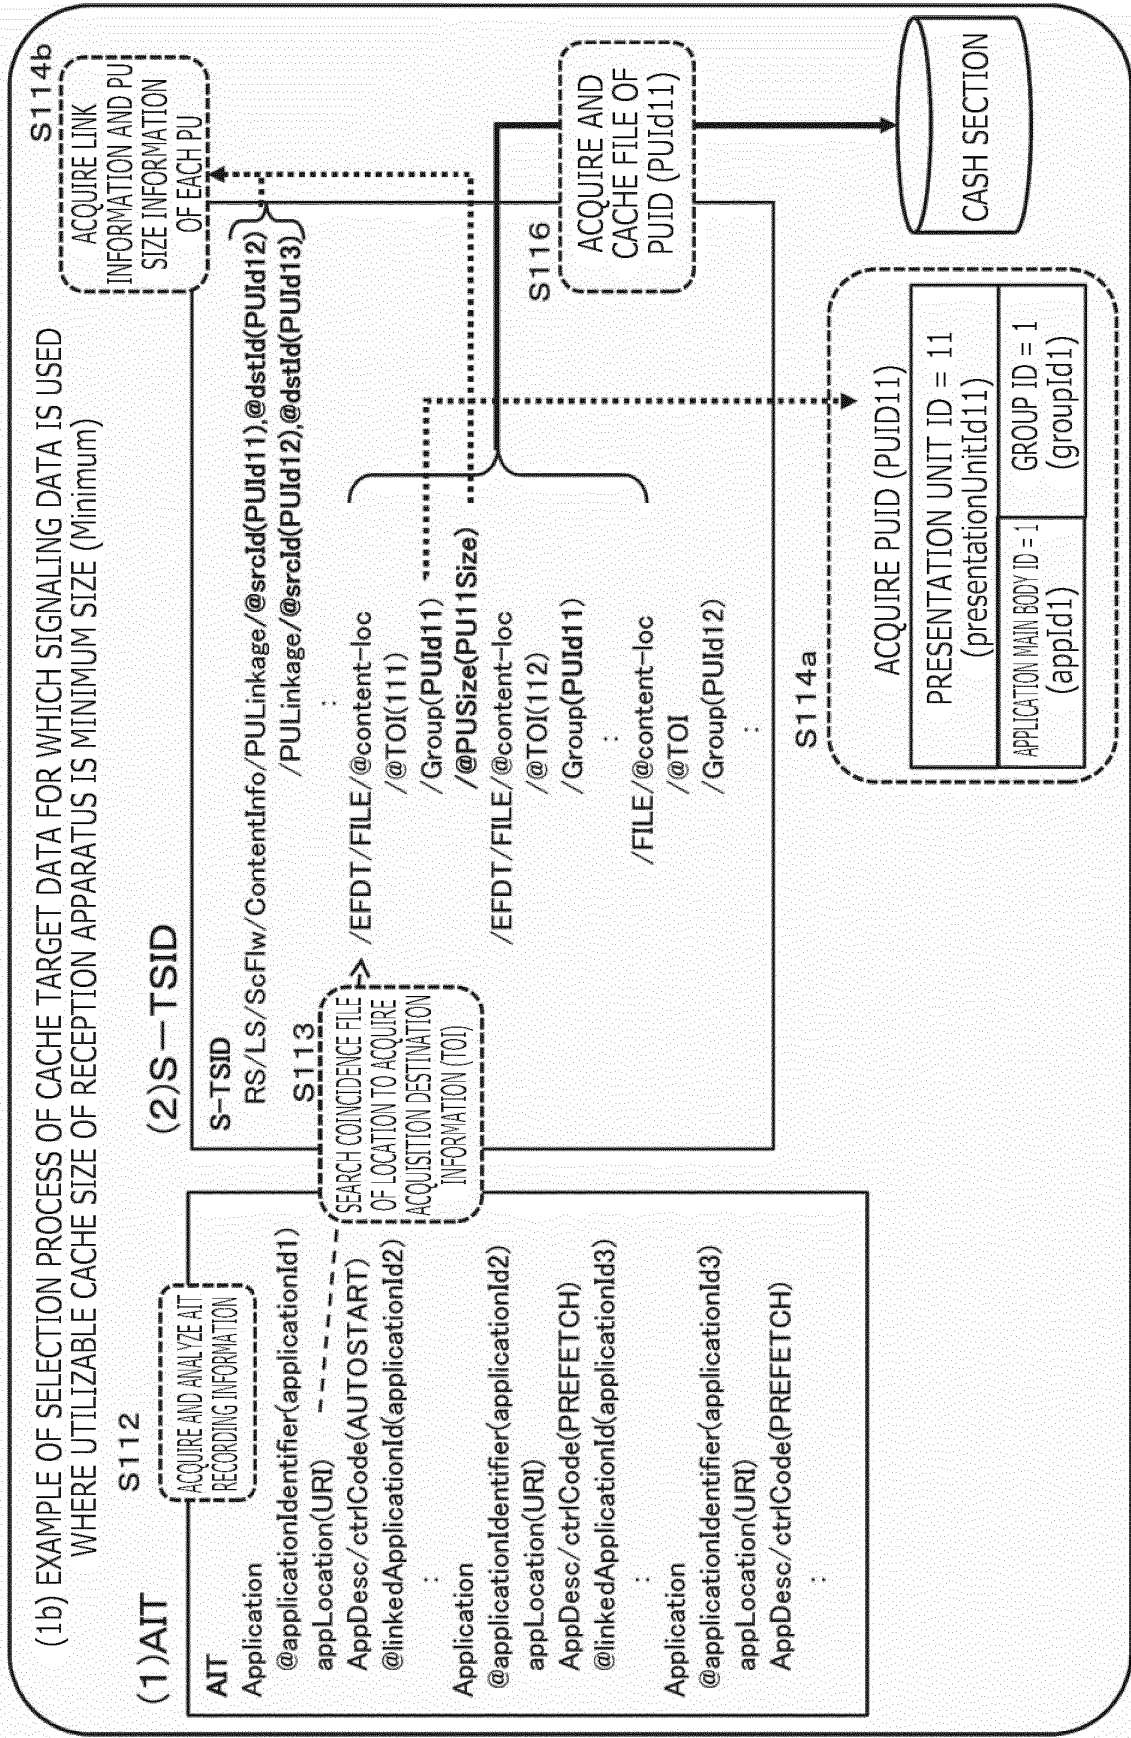 (1b) EXAMPLE OF SELECTION PROCESS OF CACHE TARGET DATA FOR WHICH SIGNALING DATA IS USED
WHERE UTILIZABLE CACHE SIZE OF RECEPTION APPARATUS IS MINIMUM SIZE (Minimum)
(1)AIT
S112
ACQUIRE AND ANALYZE AIT
RECORDING INFORMATION
AIT
Application
@applicationIdentifier(applicationId1)
appLocation(URI)
AppDesc/ctrlCode(AUTOSTART)
@linkedApplicationId(applicationId2)
:
Application
@applicationIdentifier(applicationId2)
appLocation(URI)
AppDesc/ctrlCode(PREFETCH)
@linkedApplicationId(applicationId3)
:
Application
@applicationIdentifier(applicationId3)
appLocation(URI)
AppDesc/ctrlCode(PREFETCH)
:
(2)S-TSID
S-TSID
RS/LS/ScFlw/ContentInfo/PULinkage/@srcId(PUId11),@dstId(PUId12)
/PULinkage/@srcId(PUId12),@dstId(PUId13)
:
S113
SEARCH COINCIDENCE FILE
OF LOCATION TO ACQUIRE
ACQUISITION DESTINATION
INFORMATION (TOI)
/EFDT/FILE/@content-loc
/@TOI(111)
/Group(PUId11)
/@PUSize(PU11Size)
/EFDT/FILE/@content-loc
/@TOI(112)
/Group(PUId11)
:
/FILE/@content-loc
/@TOI
/Group(PUId12)
:
S114b
ACQUIRE LINK
INFORMATION AND PU
SIZE INFORMATION
OF EACH PU
S116
ACQUIRE AND
CACHE FILE OF
PUID (PUId11)
CASH SECTION
S114a
ACQUIRE PUID (PUID11)
PRESENTATION UNIT ID = 11
(presentationUnitId11)
APPLICATION MAIN BODY ID = 1
(appId1)
GROUP ID = 1
(groupId1)